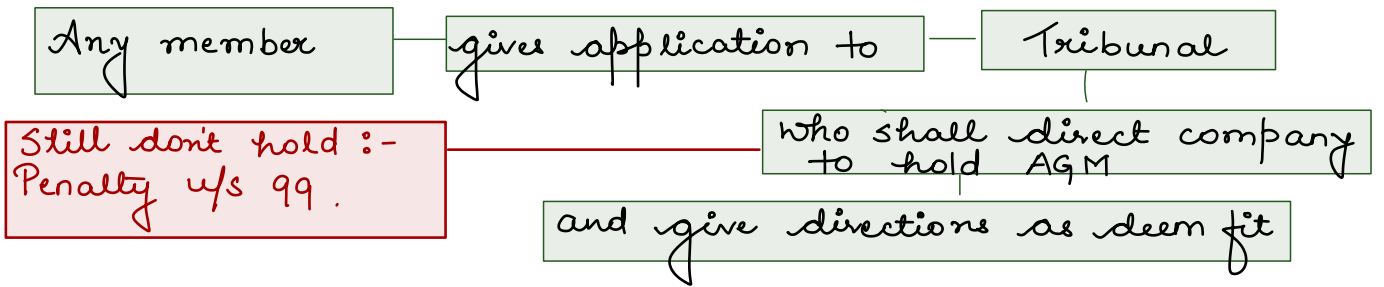 Any member
gives application to
Tribunal
who shall direct company
to hold AGM
Still don't hold :-
Penalty u/s 99.
and give directions as deem fit